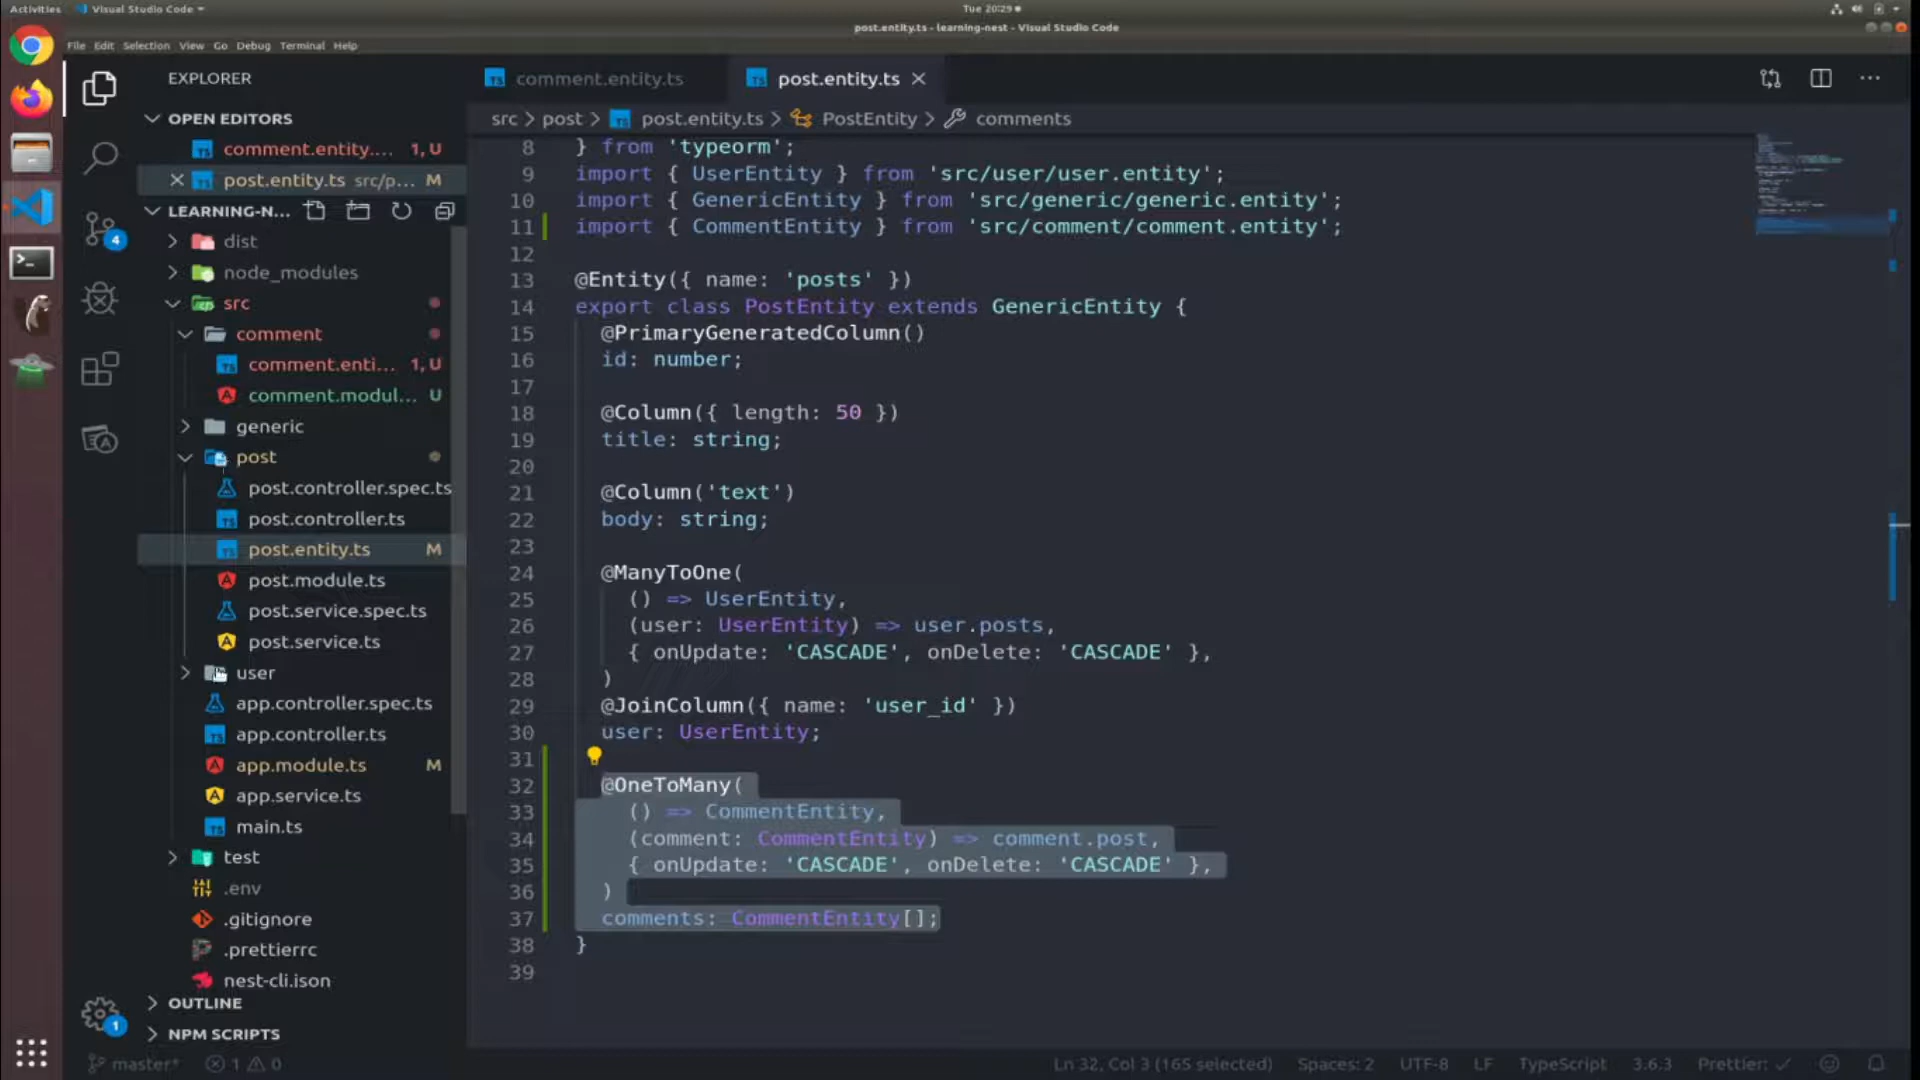 Activities
Visual Studio Code
Tue 20:29
post.entity.ts - learning-nest - Visual Studio Code
File Edit Selection View Go Debug Terminal Help
EXPLORER
OPEN EDITORS
comment.entity.... 1, U
post.entity.ts src/p... M
LEARNING-N...
dist
node_modules
src
comment
comment.enti... 1, U
comment.modul... U
generic
post
post.controller.spec.ts
post.controller.ts
post.entity.ts M
post.module.ts
post.service.spec.ts
post.service.ts
user
app.controller.spec.ts
app.controller.ts
app.module.ts M
app.service.ts
main.ts
test
.env
.gitignore
.prettierrc
nest-cli.json
OUTLINE
NPM SCRIPTS
4
1
comment.entity.ts
post.entity.ts
src > post > post.entity.ts > PostEntity > comments
8 } from 'typeorm';
9 import { UserEntity } from 'src/user/user.entity';
10 import { GenericEntity } from 'src/generic/generic.entity';
11 import { CommentEntity } from 'src/comment/comment.entity';
12
13 @Entity({ name: 'posts' })
14 export class PostEntity extends GenericEntity {
15 @PrimaryGeneratedColumn()
16 id: number;
17
18 @Column({ length: 50 })
19 title: string;
20
21 @Column('text')
22 body: string;
23
24 @ManyToOne(
25 () => UserEntity,
26 (user: UserEntity) => user.posts,
27 { onUpdate: 'CASCADE', onDelete: 'CASCADE' },
28 )
29 @JoinColumn({ name: 'user_id' })
30 user: UserEntity;
31
32 @OneToMany(
33 () => CommentEntity,
34 (comment: CommentEntity) => comment.post,
35 { onUpdate: 'CASCADE', onDelete: 'CASCADE' },
36 )
37 comments: CommentEntity[];
38 }
39
master* 1 0
Ln 32, Col 3 (165 selected) Spaces: 2 UTF-8 LF TypeScript 3.6.3 Prettier: ✓